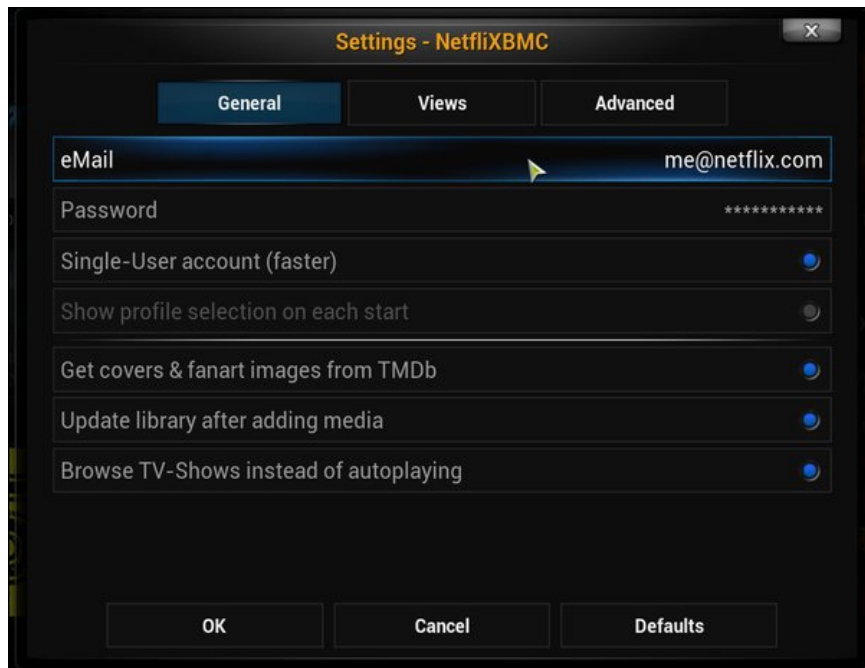 Settings - NetfliXBMC
General Views Advanced
eMail me@netflix.com
Password ***********
Single-User account (faster)
Show profile selection on each start
Get covers & fanart images from TMDb
Update library after adding media
Browse TV-Shows instead of autoplaying
OK Cancel Defaults